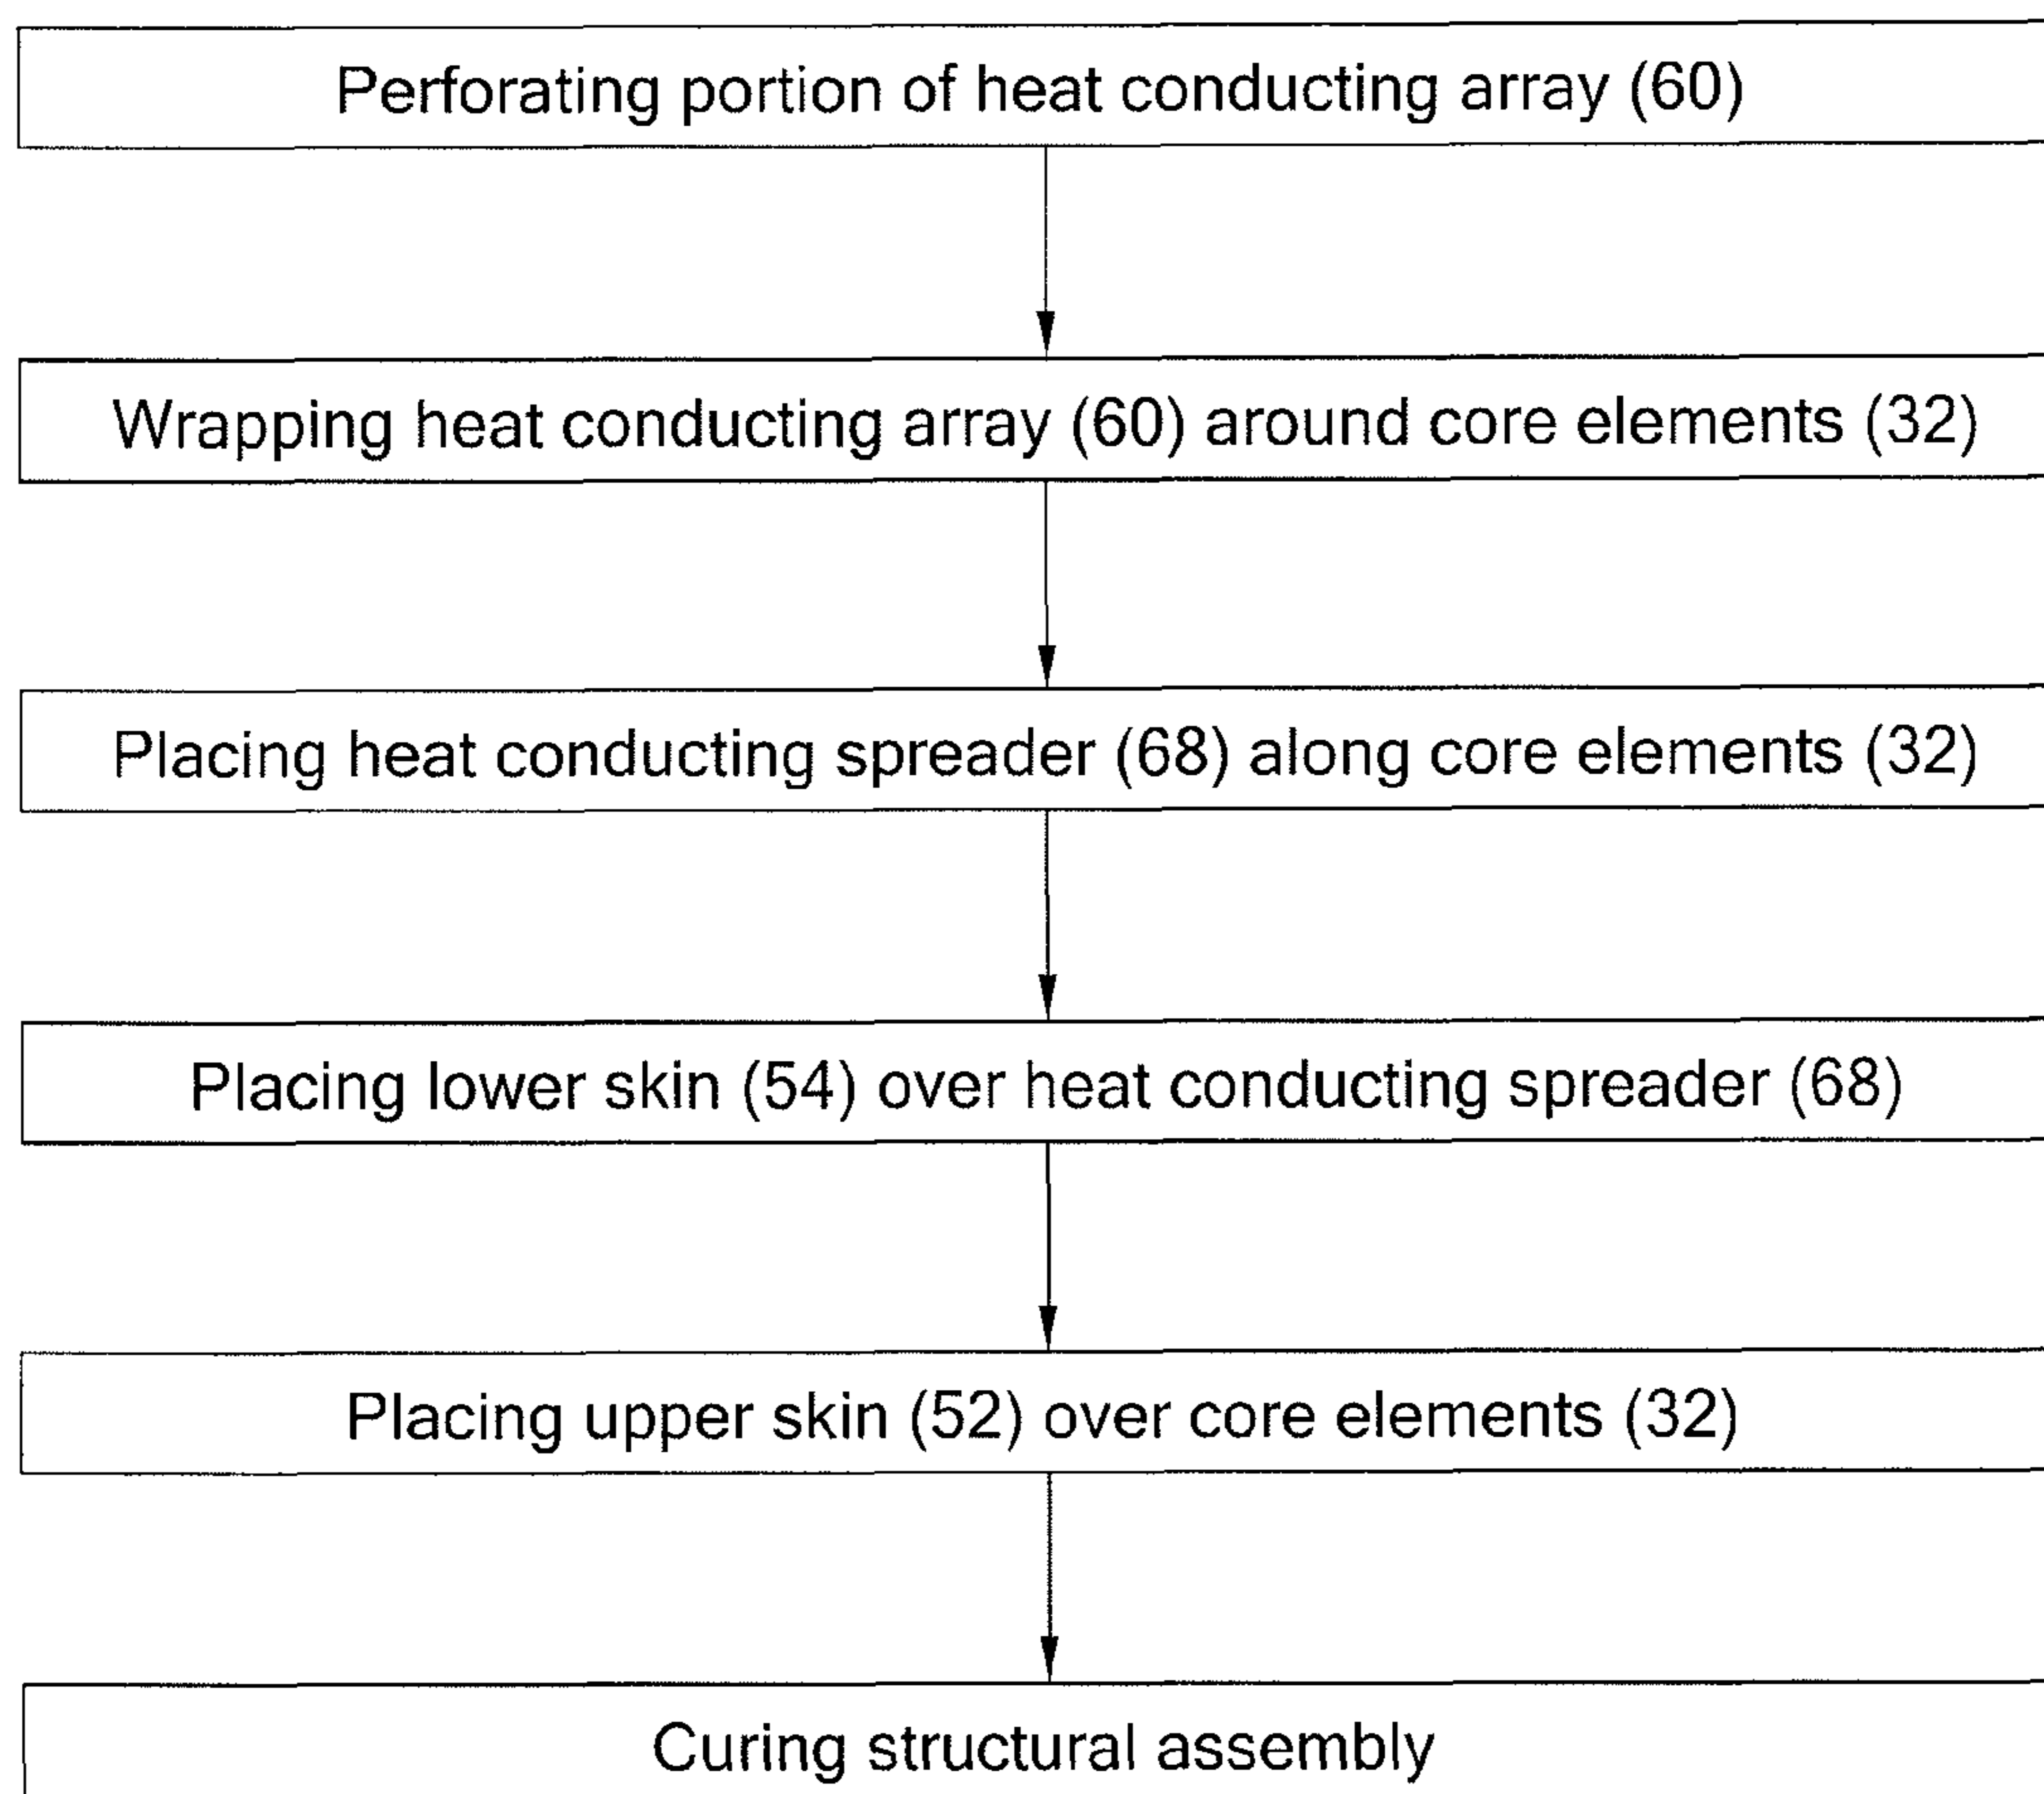 Perforating portion of heat conducting array (60)
Wrapping heat conducting array (60) around core elements (32)
Placing heat conducting spreader (68) along core elements (32)
Placing lower skin (54) over heat conducting spreader (68)
Placing upper skin (52) over core elements (32)
Curing structural assembly